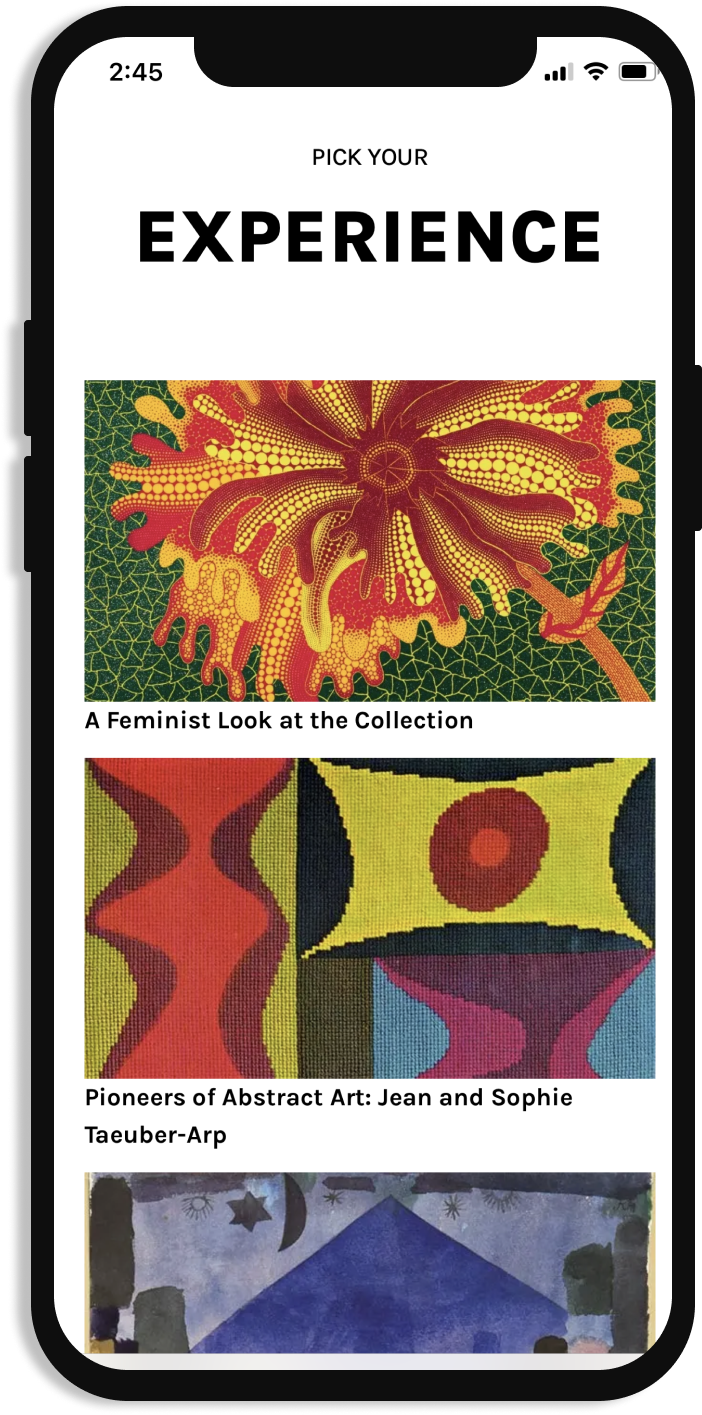 2:45
PICK YOUR
EXPERIENCE
A Feminist Look at the Collection
Pioneers of Abstract Art: Jean and Sophie
Taeuber-Arp